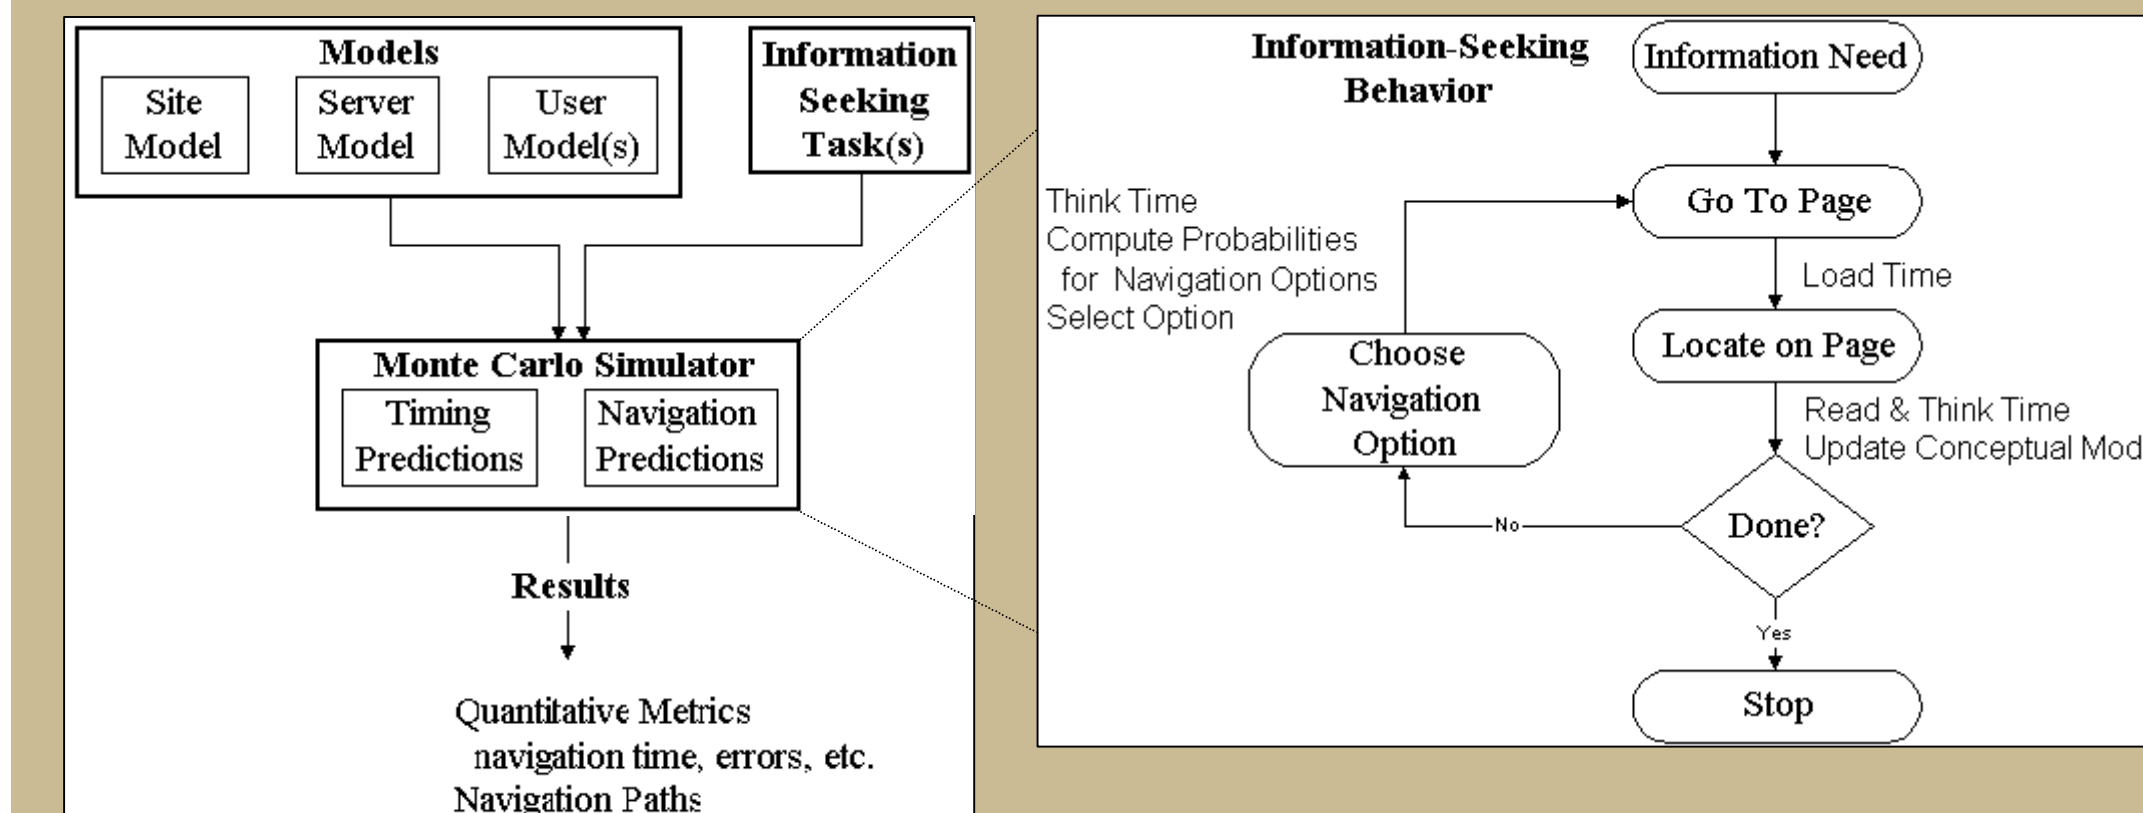 Models
Site
Model
Server
Model
User
Model(s)
Information
Seeking
Task(s)
Monte Carlo Simulator
Timing
Predictions
Navigation
Predictions
Results
Quantitative Metrics
navigation time, errors, etc.
Navigation Paths
Information-Seeking
Behavior
Information Need
Go To Page
Think Time
Compute Probabilities
for Navigation Options
Select Option
Load Time
Locate on Page
Choose
Navigation
Option
Read & Think Time
Update Conceptual Mod
Done?
No
Yes
Stop